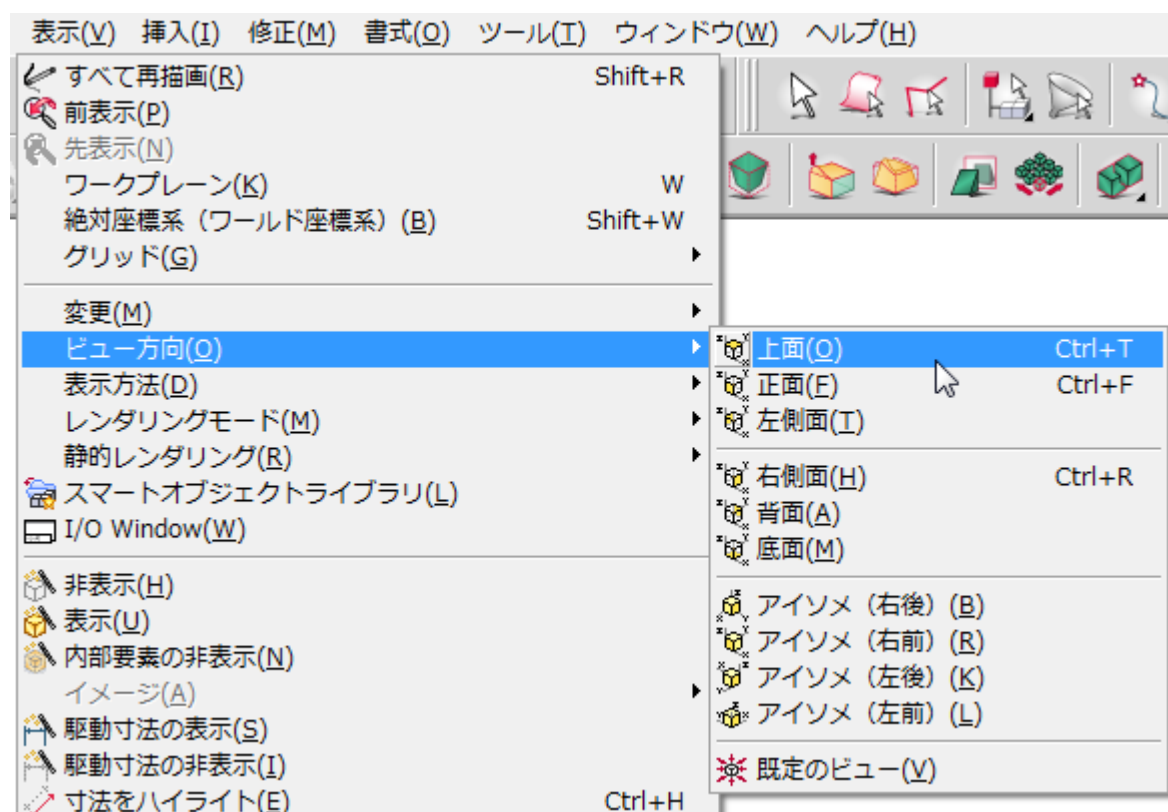 表示(V) 挿入(I) 修正(M) 書式(O) ツール(T) ウィンドウ(W) ヘルプ(H)
すべて再描画(R) Shift+R
前表示(P)
先表示(N)
ワークプレーン(K) W
絶対座標系（ワールド座標系）(B) Shift+W
グリッド(G)
変更(M)
ビュー方向(O)
表示方法(D)
レンダリングモード(M)
静的レンダリング(R)
スマートオブジェクトライブラリ(L)
I/O Window(W)
非表示(H)
表示(U)
内部要素の非表示(N)
イメージ(A)
駆動寸法の表示(S)
駆動寸法の非表示(I)
寸法をハイライト(E) Ctrl+H
上面(O) Ctrl+T
正面(F) Ctrl+F
左側面(T)
右側面(H) Ctrl+R
背面(A)
底面(M)
アイソメ（右後）(B)
アイソメ（右前）(R)
アイソメ（左後）(K)
アイソメ（左前）(L)
既定のビュー(V)